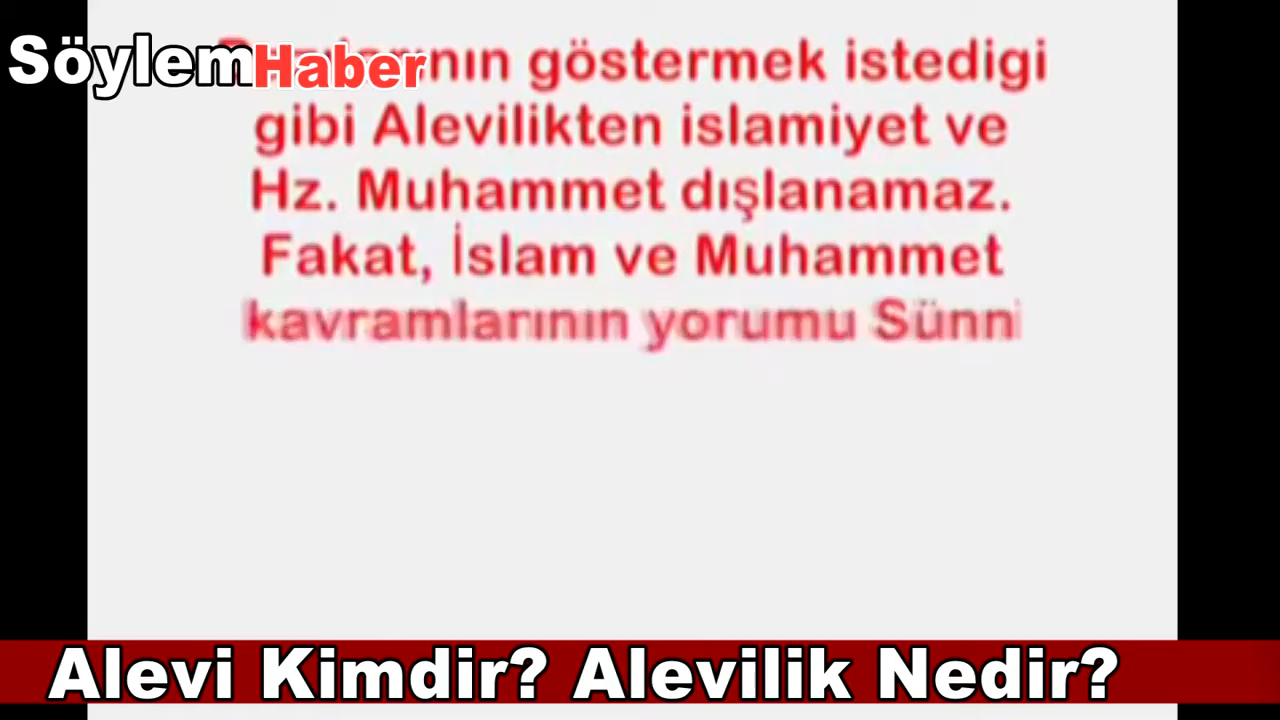 SöylemHaber
nın göstermek istedigi
gibi Alevilikten islamiyet ve
Hz. Muhammet dışlanamaz.
Fakat, İslam ve Muhammet
kavramlarının yorumu Sünni
Alevi Kimdir? Alevilik Nedir?